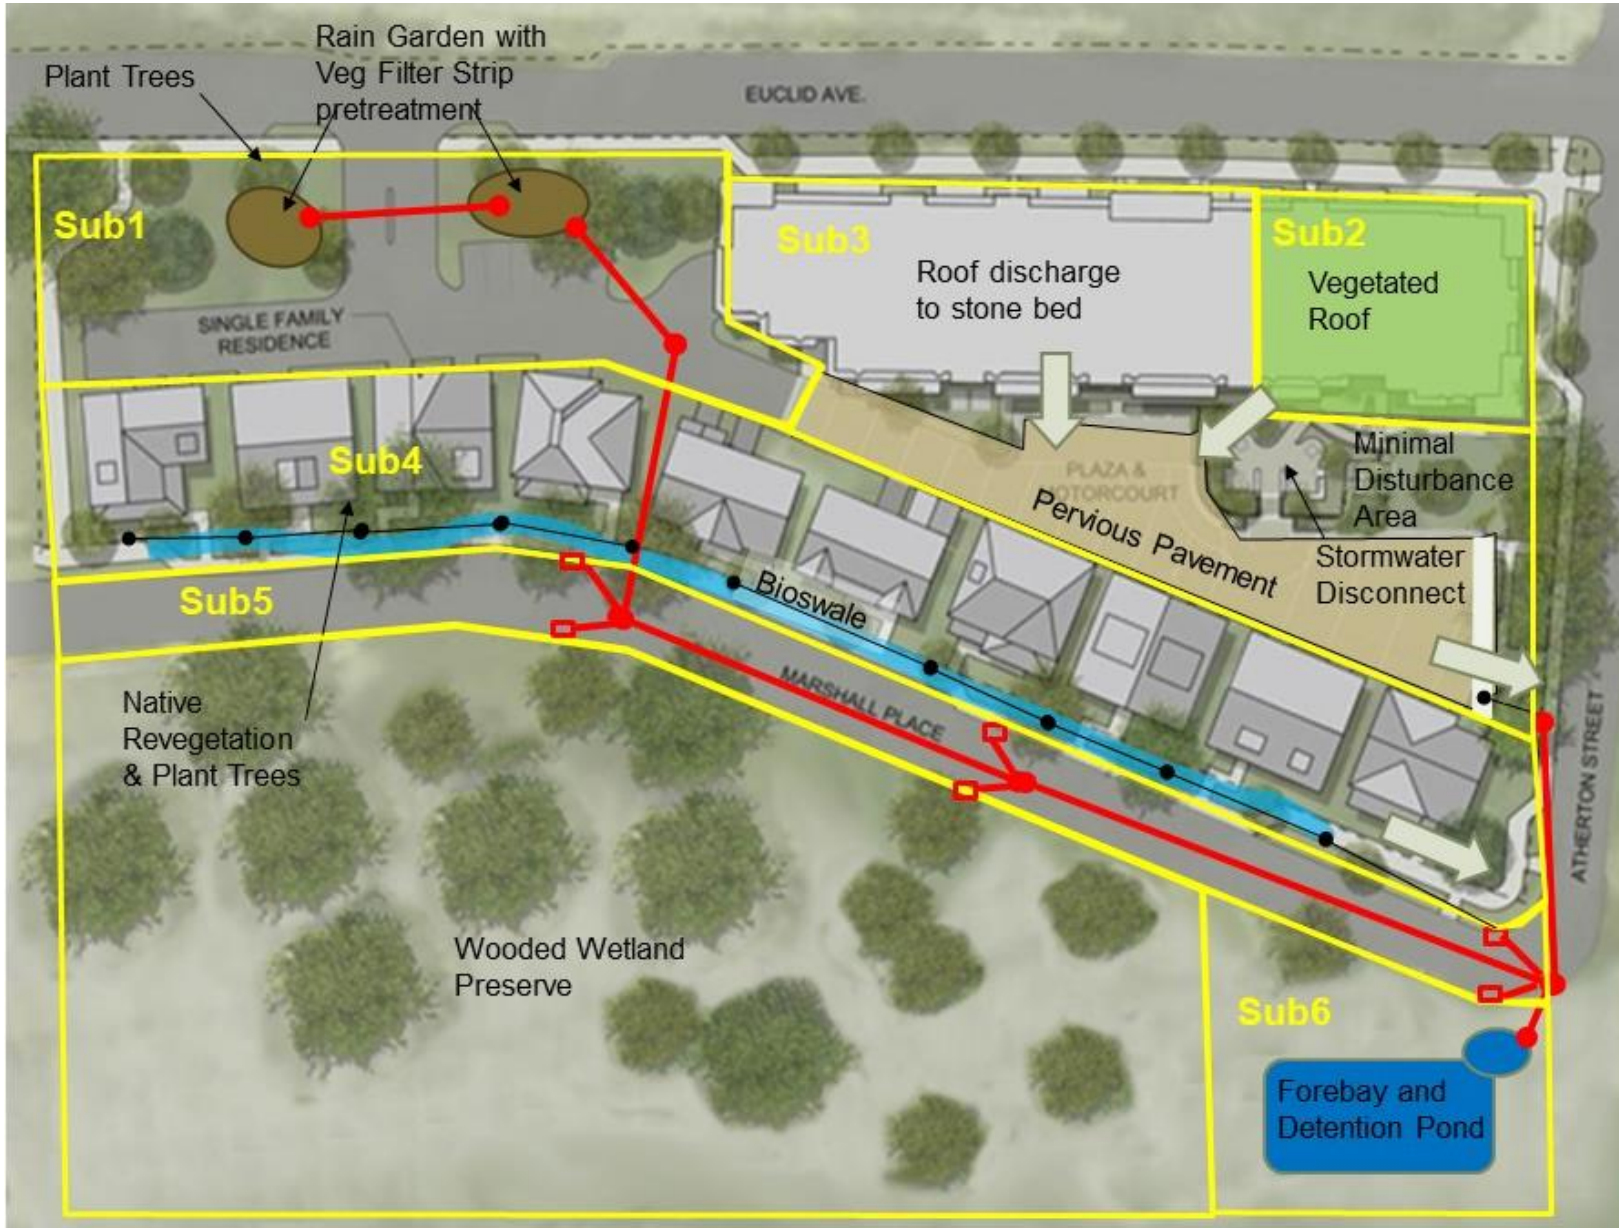 Rain Garden with
Veg Filter Strip
pretreatment
Plant Trees
EUCLID AVE.
Sub1
Sub3
Sub2
Roof discharge
to stone bed
Vegetated
Roof
SINGLE FAMILY
RESIDENCE
Sub4
Minimal
Disturbance
Area
PLAZA &
MOTORCOURT
Pervious Pavement
Stormwater
Disconnect
Bioswale
Sub5
MARSHALL PLACE
Native
Revegetation
& Plant Trees
ATHERTON STREET
Wooded Wetland
Preserve
Sub6
Forebay and
Detention Pond